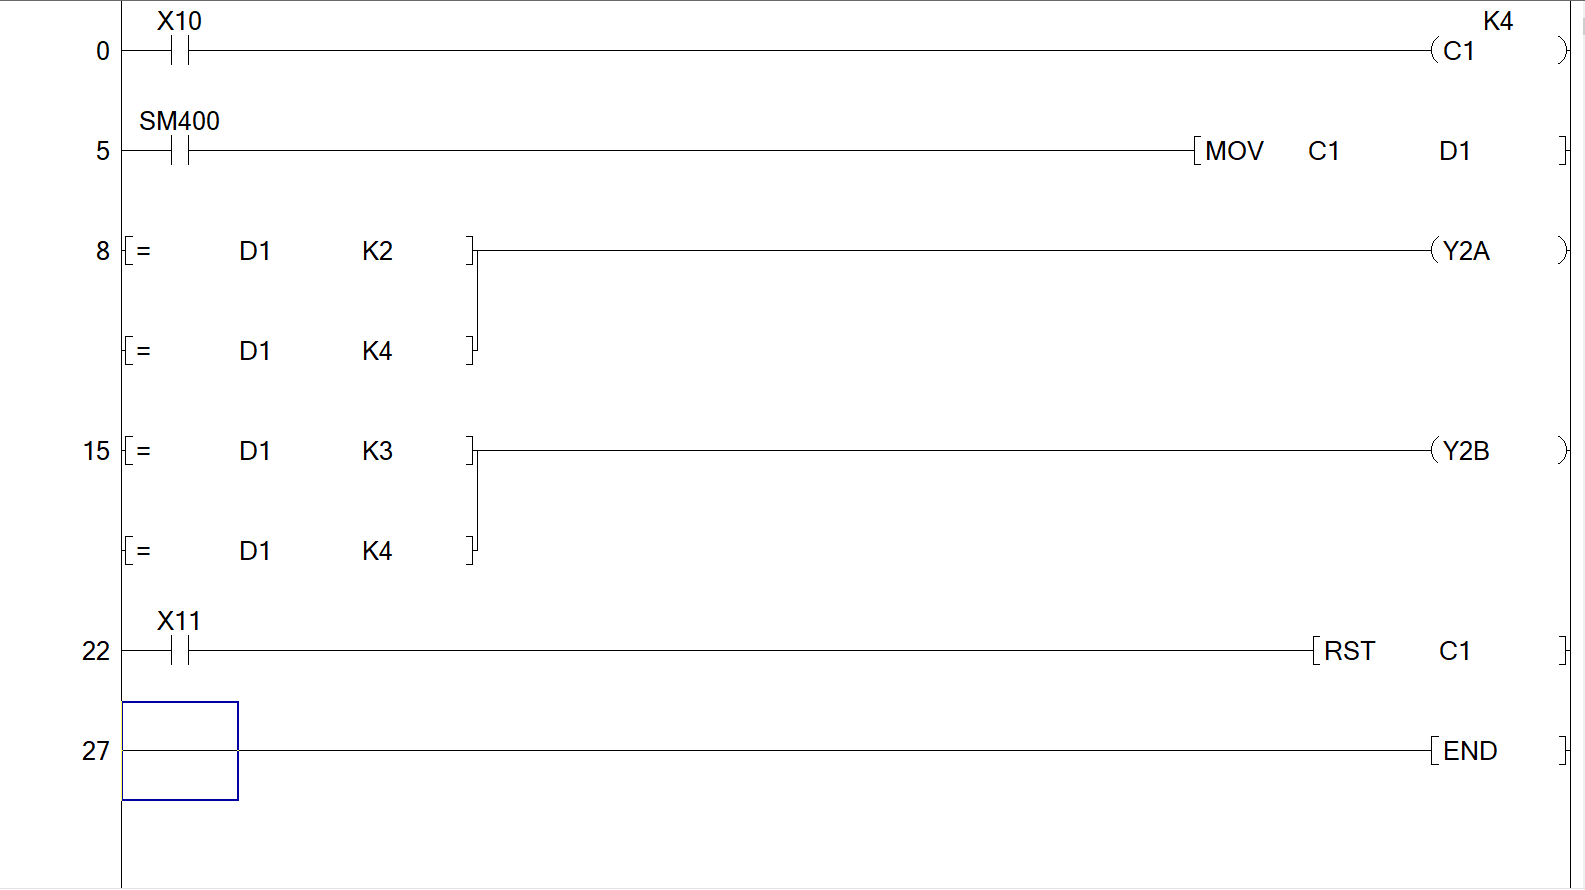 X10 K4
0 C1
SM400
5 MOV C1 D1
8 = D1 K2 Y2A
= D1 K4
15 = D1 K3 Y2B
= D1 K4
X11
22 RST C1
27 END